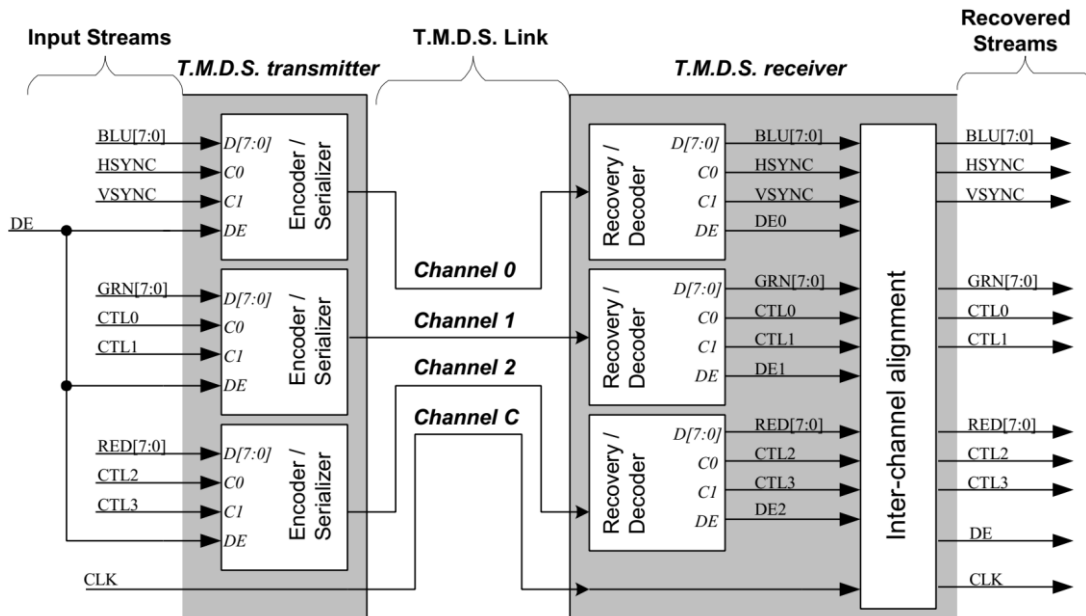 Input Streams
T.M.D.S. transmitter
T.M.D.S. Link
T.M.D.S. receiver
Recovered
Streams
BLU[7:0]
HSYNC
VSYNC
DE
D[7:0]
C0
C1
DE
Encoder /
Serializer
GRN[7:0]
CTL0
CTL1
D[7:0]
C0
C1
DE
Encoder /
Serializer
RED[7:0]
CTL2
CTL3
D[7:0]
C0
C1
DE
Encoder /
Serializer
CLK
Channel 0
Channel 1
Channel 2
Channel C
Recovery /
Decoder
D[7:0]
C0
C1
DE
BLU[7:0]
HSYNC
VSYNC
DE0
Recovery /
Decoder
D[7:0]
C0
C1
DE
GRN[7:0]
CTL0
CTL1
DE1
Recovery /
Decoder
D[7:0]
C0
C1
DE
RED[7:0]
CTL2
CTL3
DE2
Inter-channel alignment
BLU[7:0]
HSYNC
VSYNC
GRN[7:0]
CTL0
CTL1
RED[7:0]
CTL2
CTL3
DE
CLK